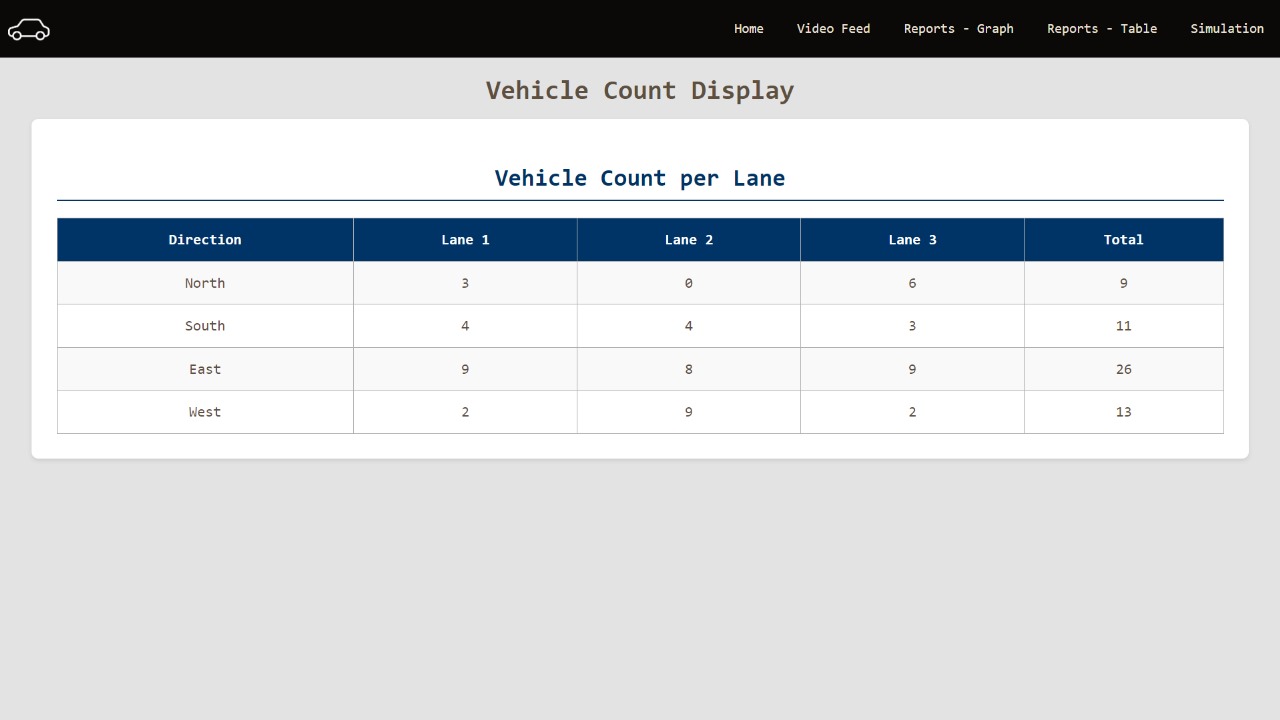 Home Video Feed Reports - Graph Reports - Table Simulation
Vehicle Count Display
Vehicle Count per Lane
Direction Lane 1 Lane 2 Lane 3 Total
North 3 0 6 9
South 4 4 3 11
East 9 8 9 26
West 2 9 2 13